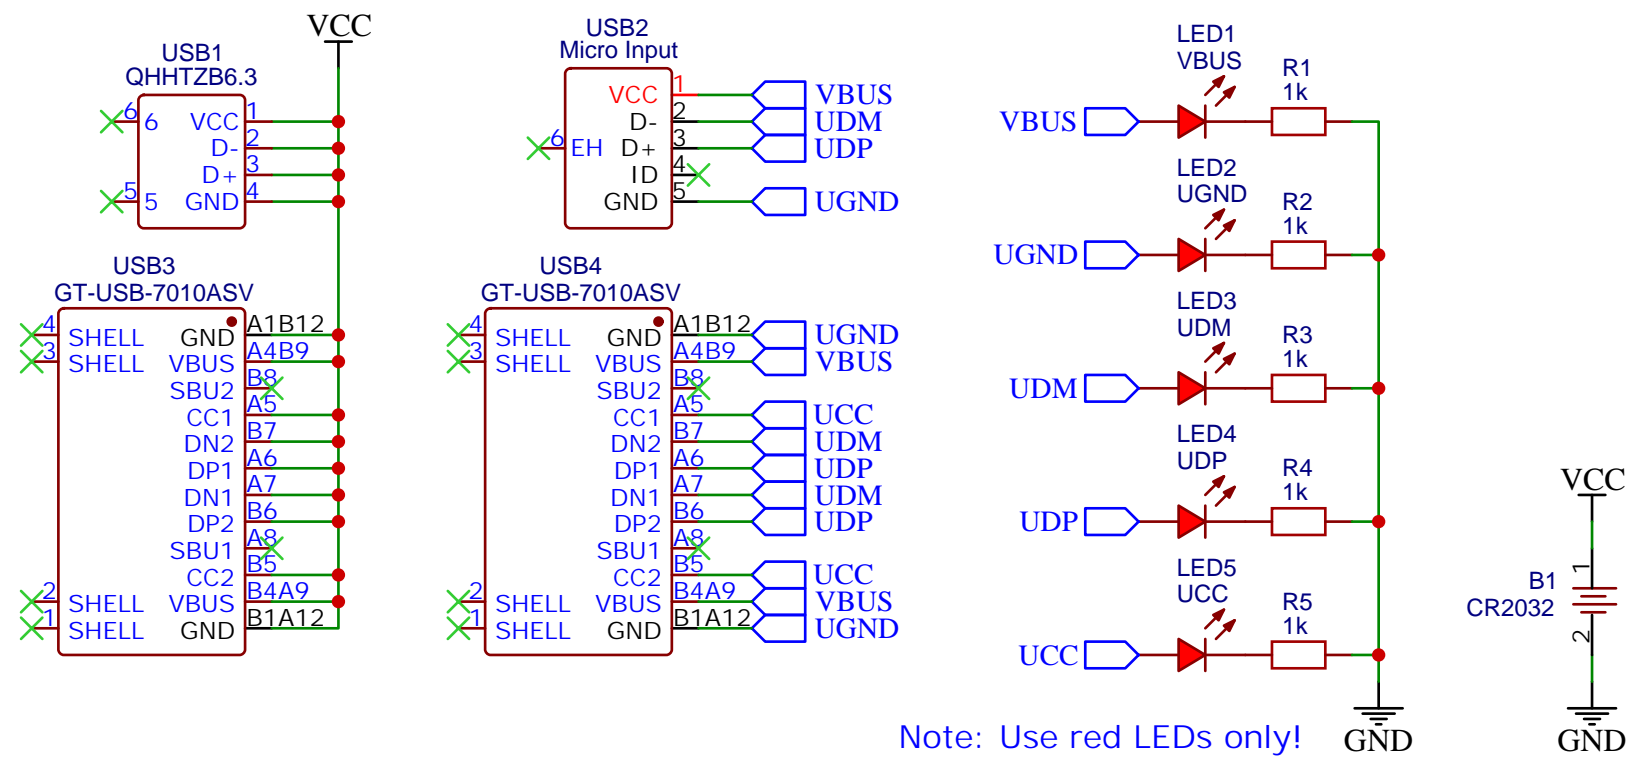 VCC
USB1
QHHTZB6.3
6 6 VCC 1
D- 2
D+ 3
5 5 GND 4
USB2
Micro Input
VCC 1 VBUS
D- 2 UDM
6 EH D+ 3 UDP
ID 4
GND 5 UGND
USB3
GT-USB-7010ASV
4 SHELL GND A1B12
3 SHELL VBUS A4B9
SBU2 B8
CC1 A5
DN2 B7
DP1 A6
DN1 A7
DP2 B6
SBU1 A8
CC2 B5
2 SHELL VBUS B4A9
1 SHELL GND B1A12
USB4
GT-USB-7010ASV
4 SHELL GND A1B12 UGND
3 SHELL VBUS A4B9 VBUS
SBU2 B8
CC1 A5 UCC
DN2 B7 UDM
DP1 A6 UDP
DN1 A7 UDM
DP2 B6 UDP
SBU1 A8
CC2 B5 UCC
2 SHELL VBUS B4A9 VBUS
1 SHELL GND B1A12 UGND
LED1
VBUS
R1
1k
VBUS
LED2
UGND
R2
1k
UGND
LED3
UDM
R3
1k
UDM
LED4
UDP
R4
1k
UDP
LED5
UCC
R5
1k
UCC
GND
Note: Use red LEDs only!
VCC
1
B1
CR2032
2
GND